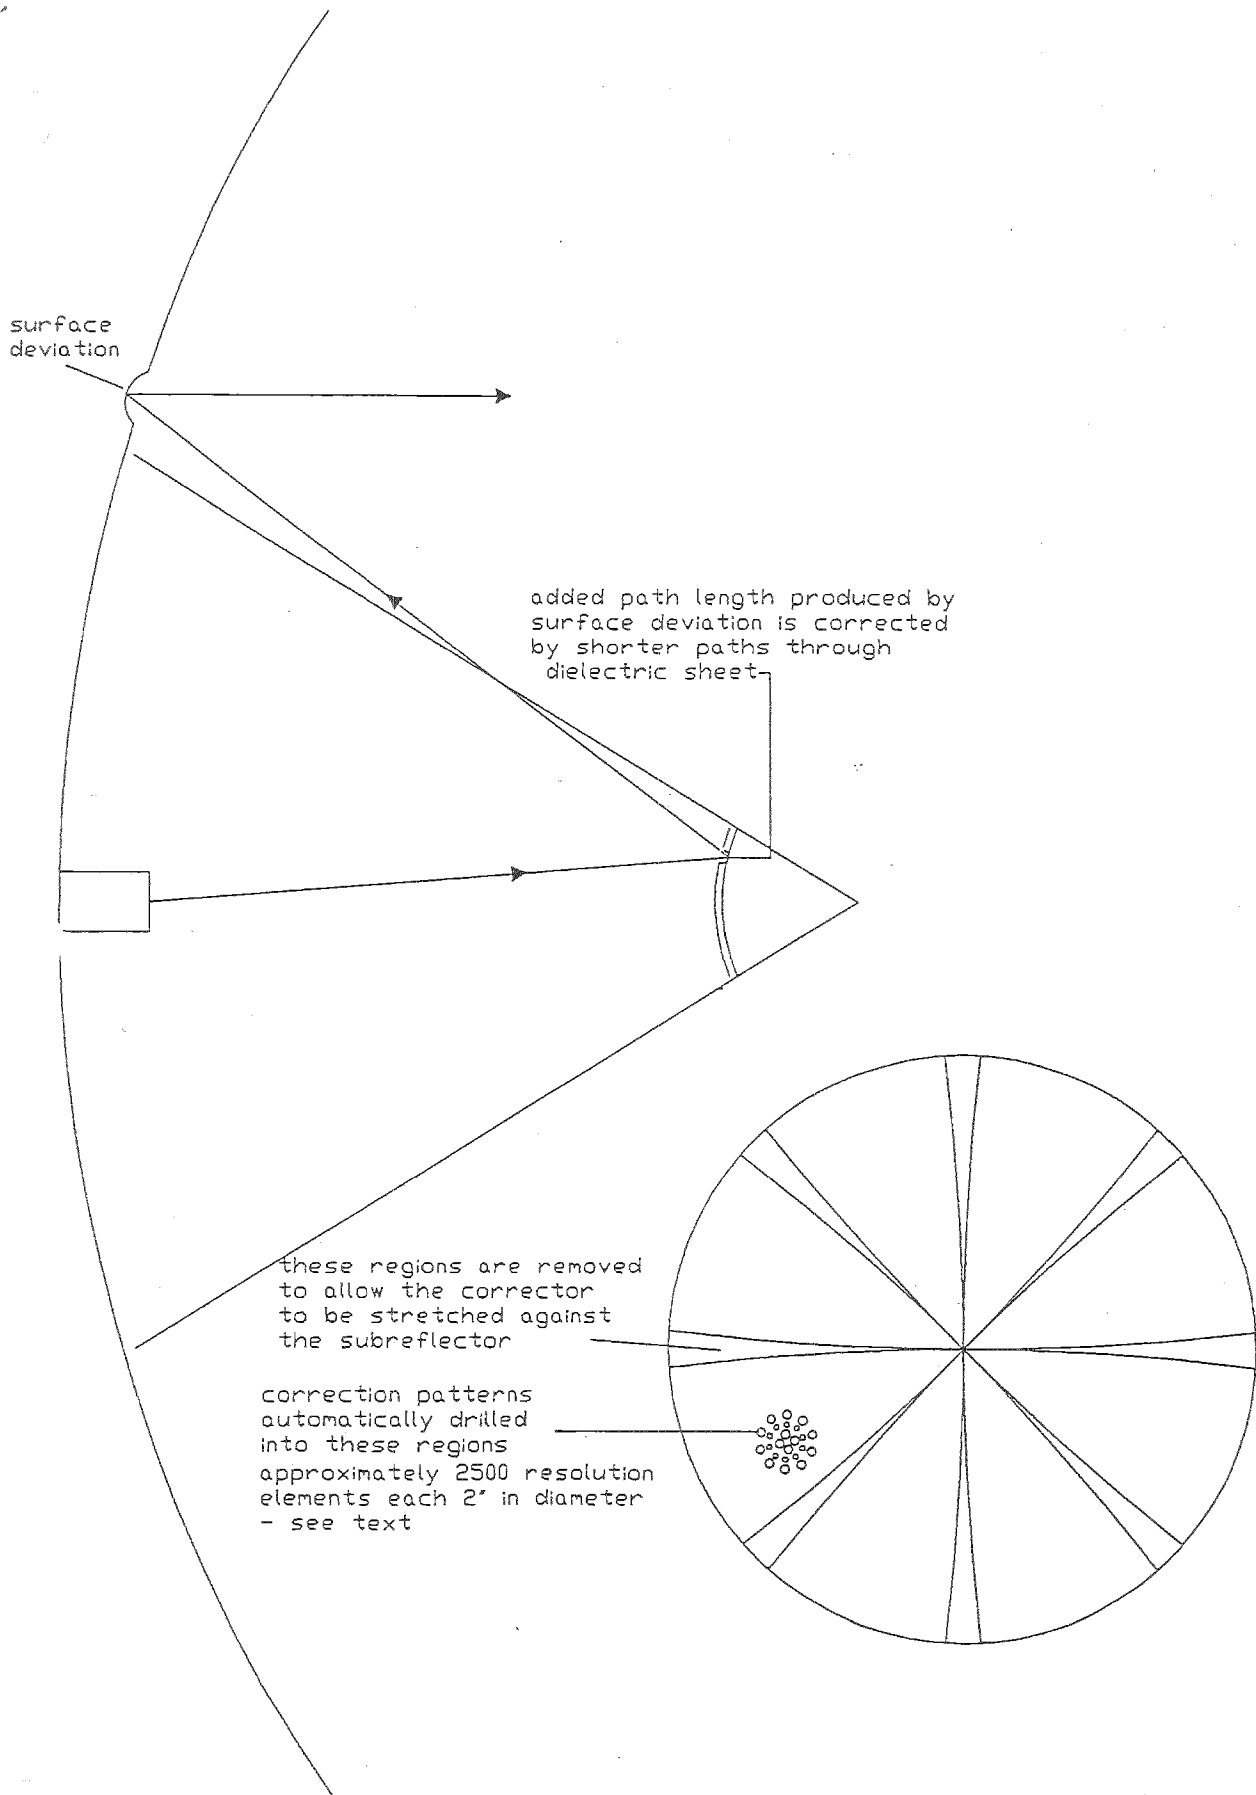 surface
deviation
added path length produced by
surface deviation is corrected
by shorter paths through
dielectric sheet
these regions are removed
to allow the corrector
to be stretched against
the subreflector
correction patterns
automatically drilled
into these regions
approximately 2500 resolution
elements each 2" in diameter
- see text